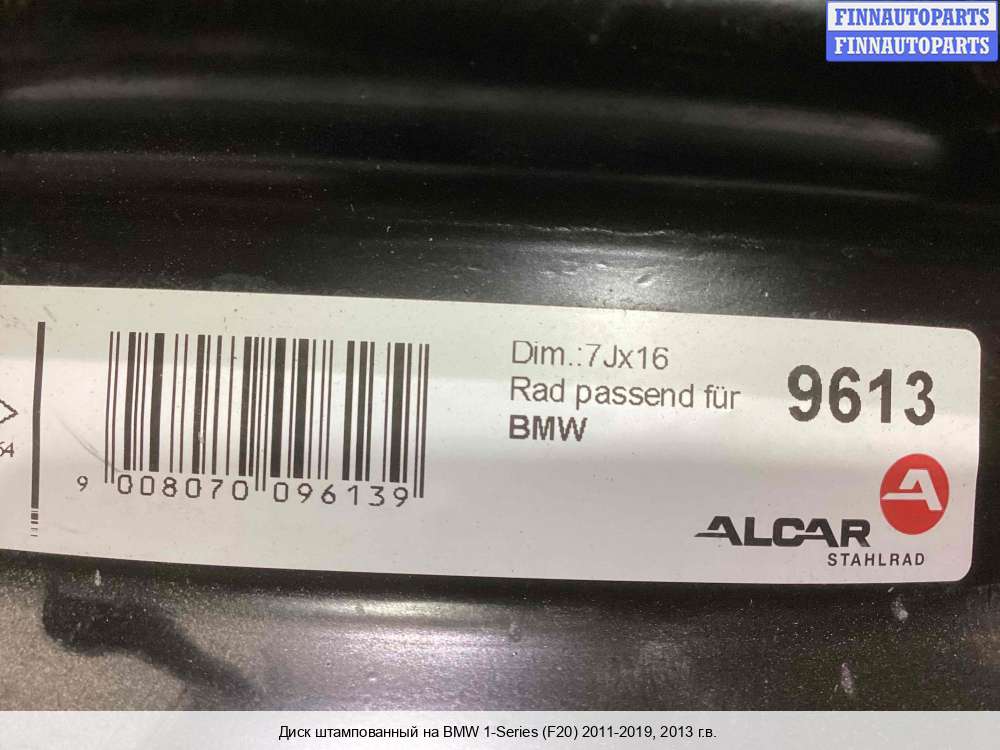 FINNAUTOPARTS
FINNAUTOPARTS
Dim.:7Jx16
Rad passend für
BMW
9613
9 008070 096139
64
A
ALCAR
STAHLRAD
Диск штампованный на BMW 1-Series (F20) 2011-2019, 2013 г.в.